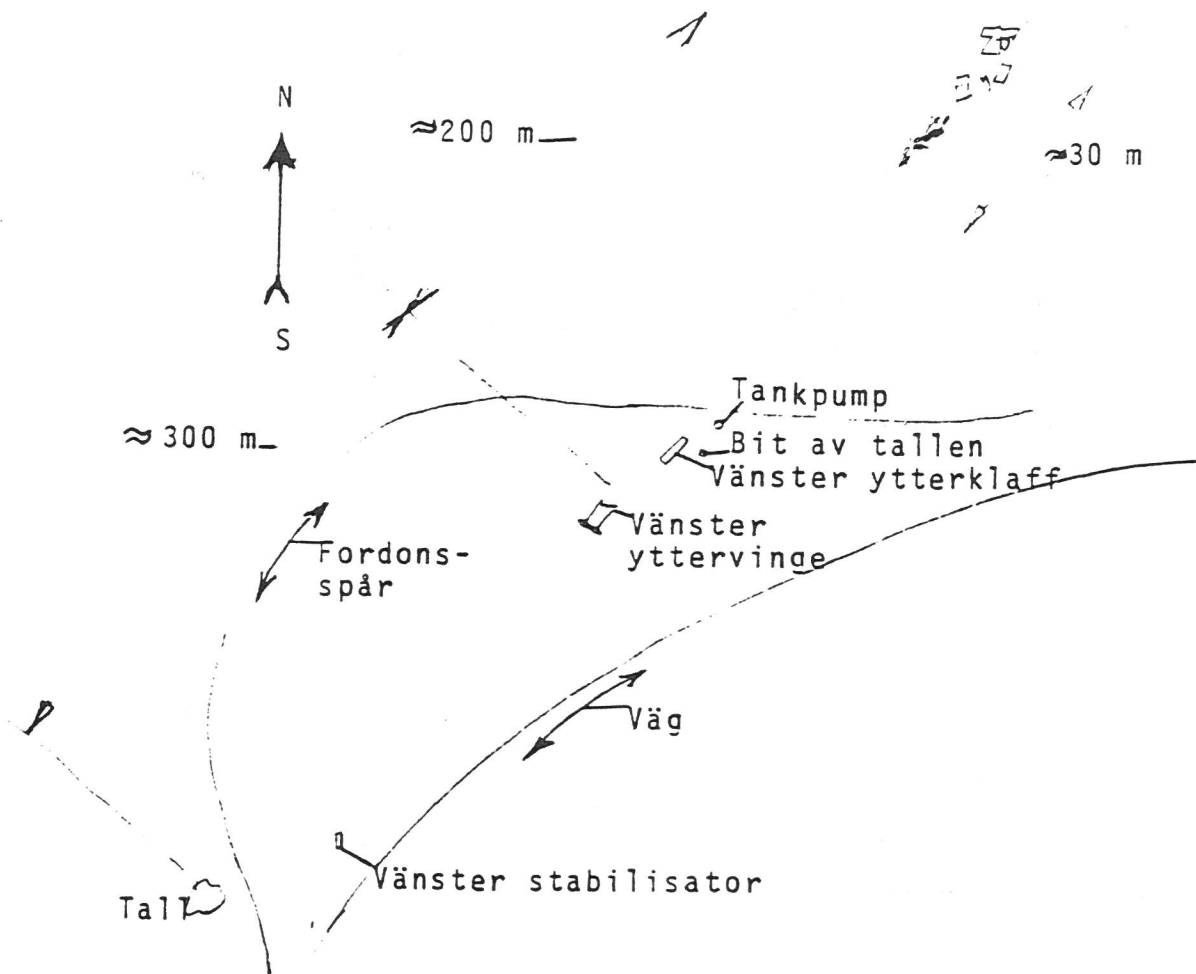 N
≈200 m
≈30 m
S
Tankpump
≈300 m
Bit av tallen
Vänster ytterklaff
Vänster
yttervinge
Fordons-
spår
Väg
Vänster stabilisator
Tall